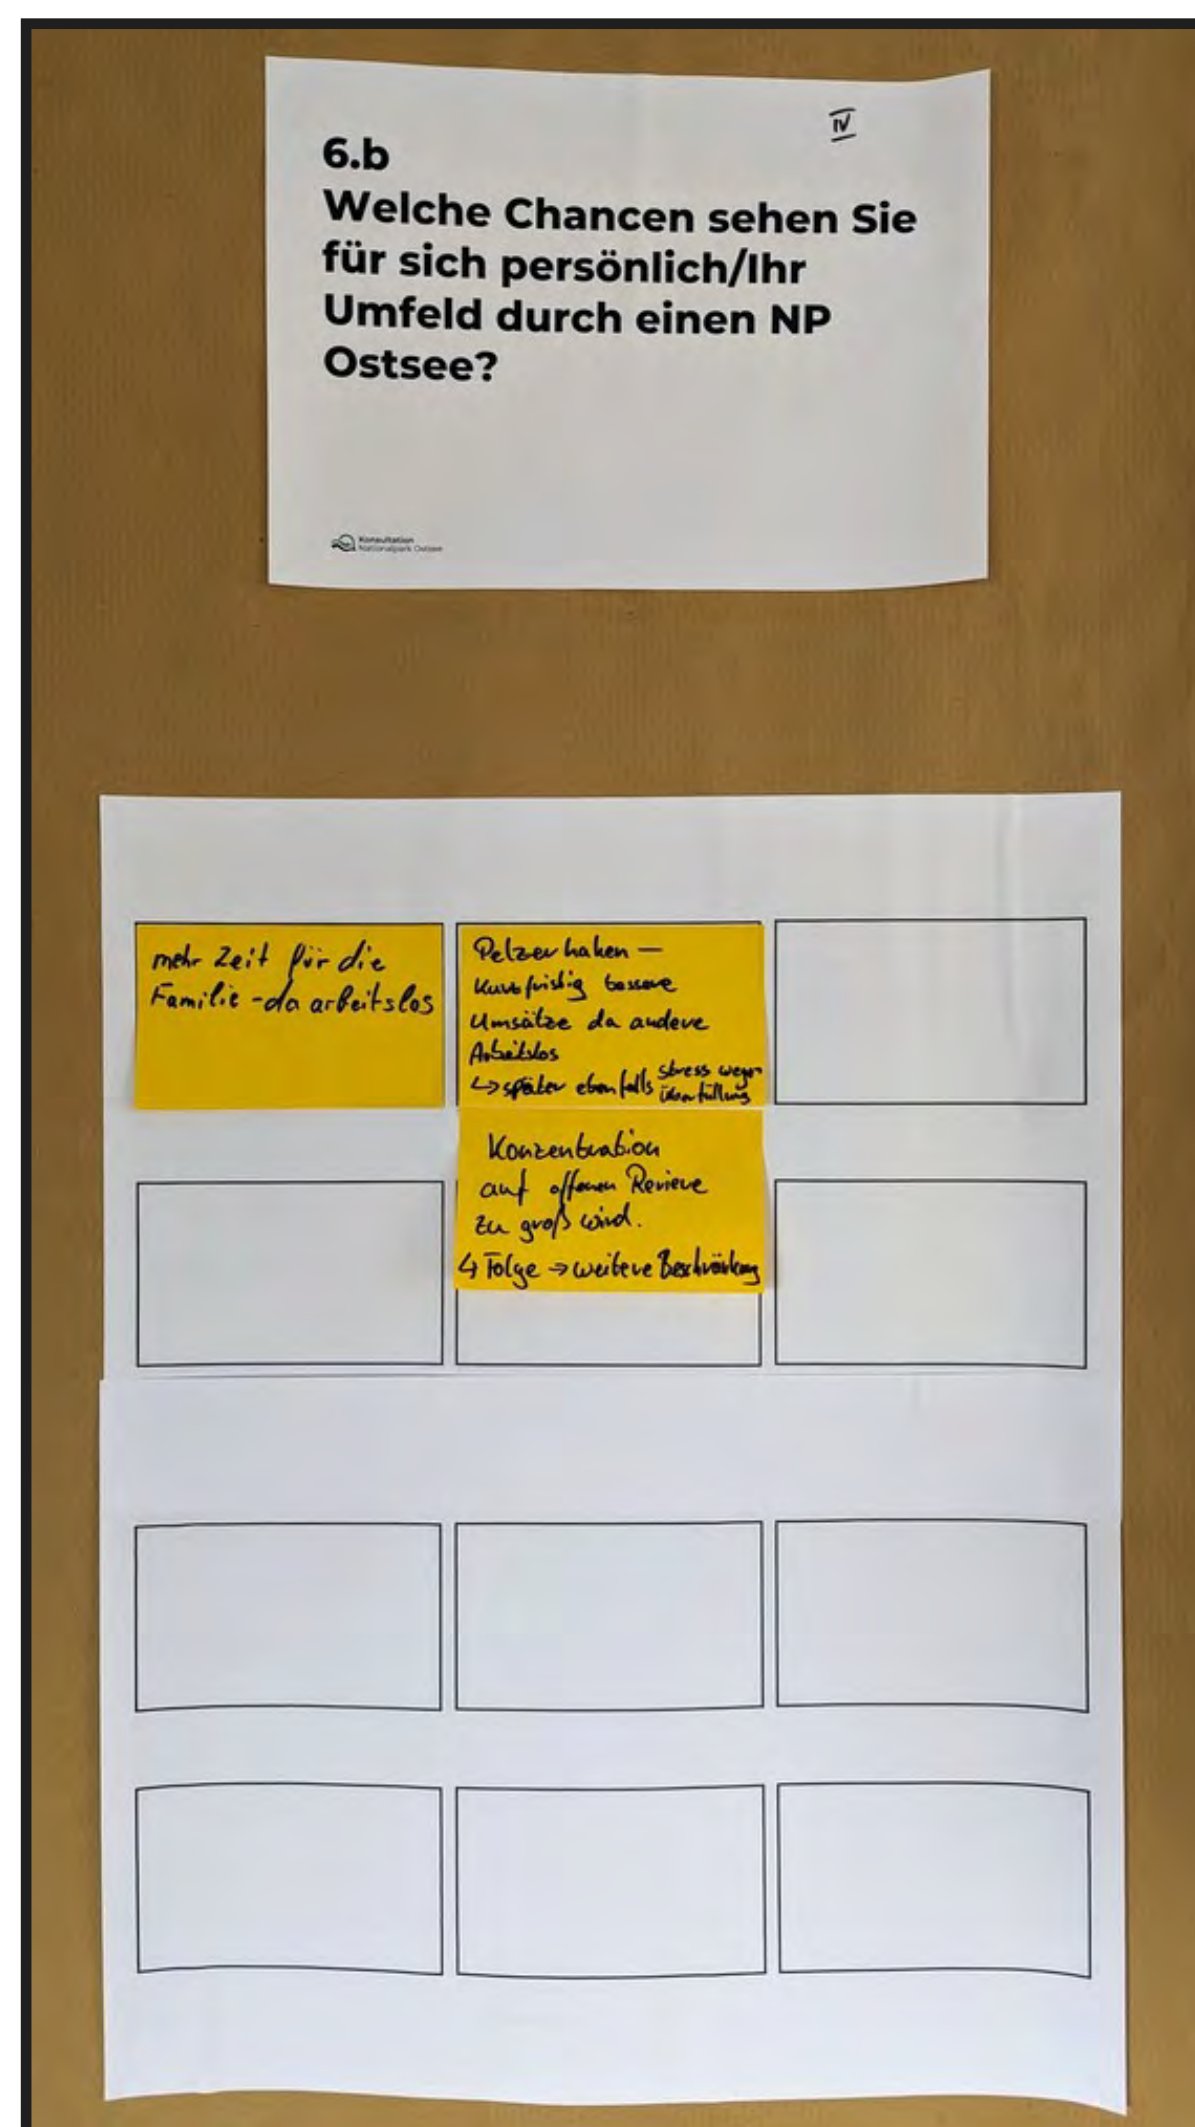 IV
6.b
Welche Chancen sehen Sie
für sich persönlich/Ihr
Umfeld durch einen NP
Ostsee?
Konsultation
Nationalpark Ostsee
mehr Zeit für die
Familie - da arbeitslos
Pelzerhaken —
Kurzfristig bessere
Umsätze da andere
Arbeitslos
↳ später ebenfalls stress wegen
überfüllung
Konzentration
auf offenen Reviere
zu groß wird.
↳ Folge → weitere Beschränkung